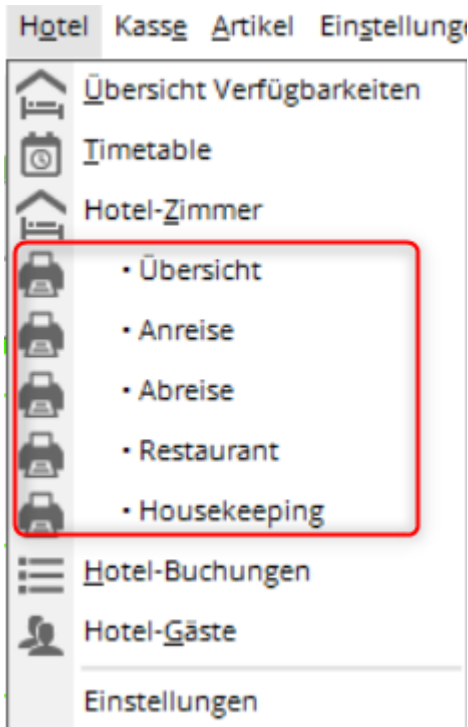 Hotel Kasse Artikel Einstellunge
Übersicht Verfügbarkeiten
Timetable
Hotel-Zimmer
• Übersicht
• Anreise
• Abreise
• Restaurant
• Housekeeping
Hotel-Buchungen
Hotel-Gäste
Einstellungen